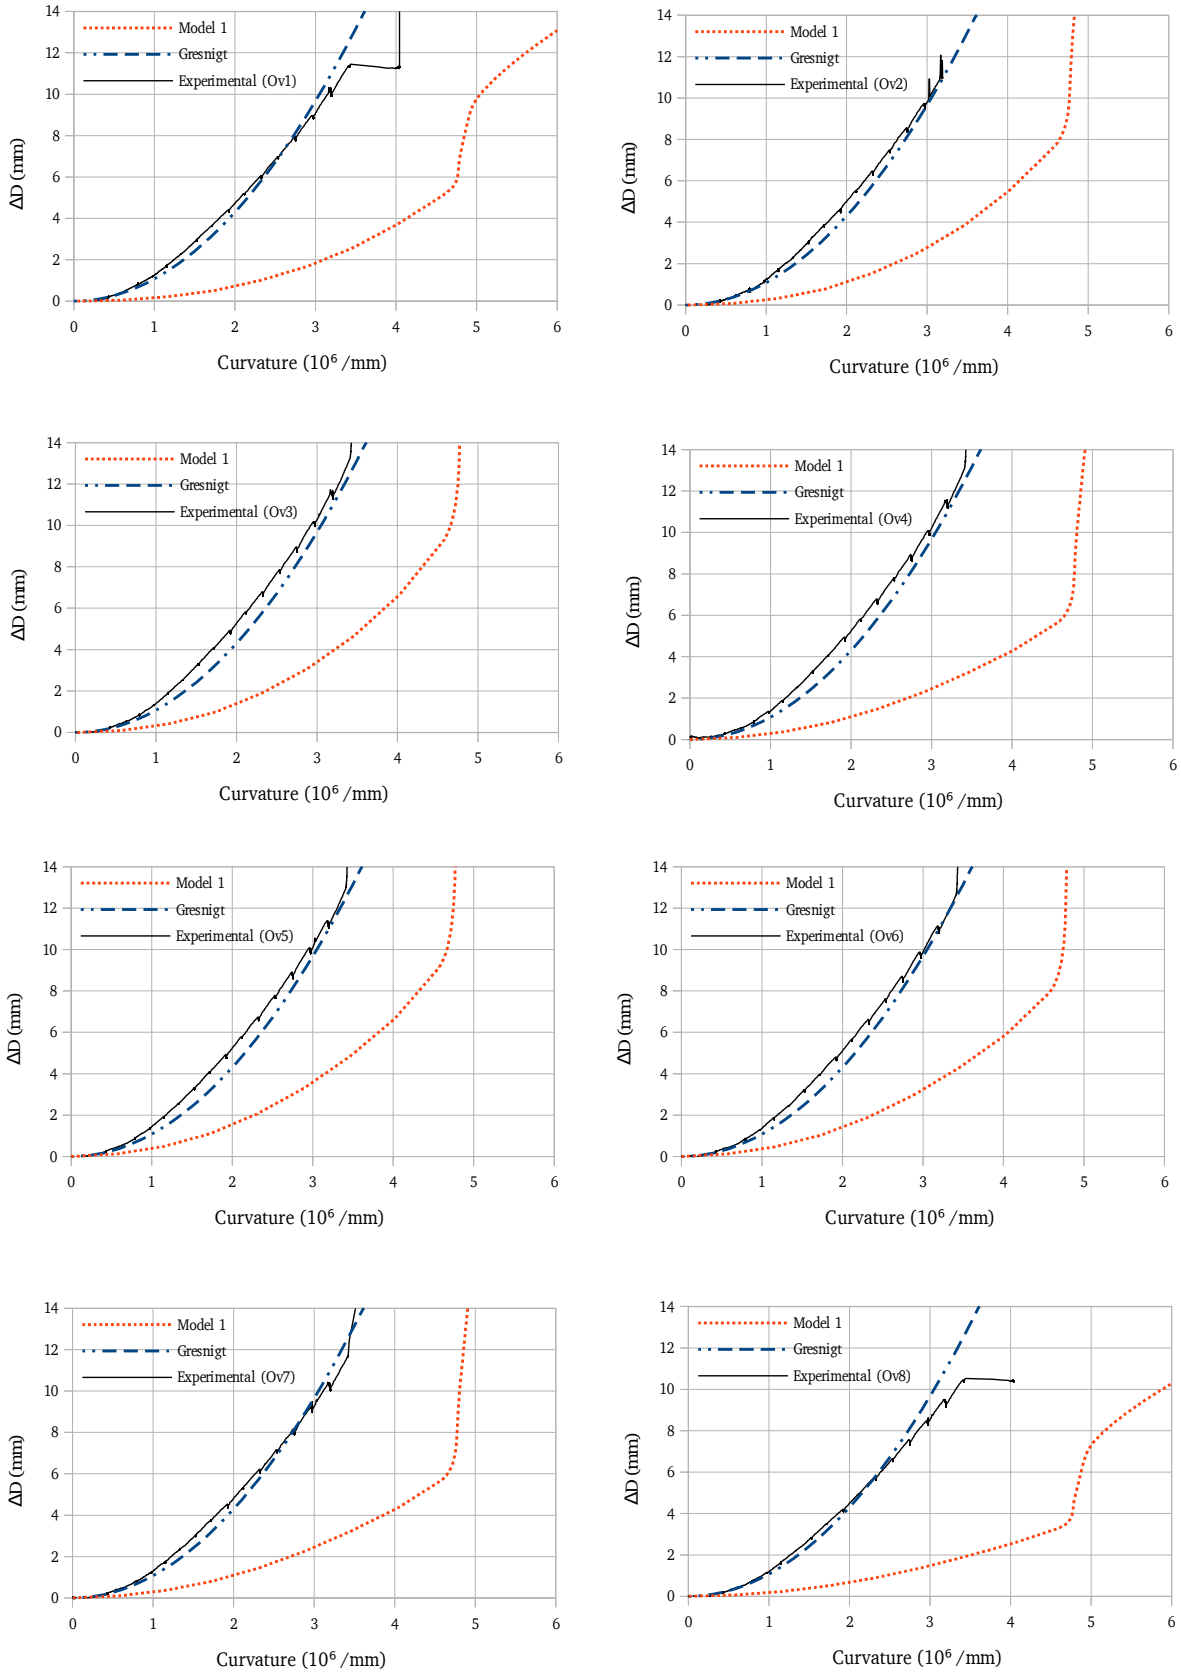 14
12
10
8
6
4
2
0
ΔD (mm)
Model 1
Gresnigt
Experimental (Ov1)
0 1 2 3 4 5 6
Curvature (10⁶ /mm)
14
12
10
8
6
4
2
0
ΔD (mm)
Model 1
Gresnigt
Experimental (Ov2)
0 1 2 3 4 5 6
Curvature (10⁶ /mm)
14
12
10
8
6
4
2
0
ΔD (mm)
Model 1
Gresnigt
Experimental (Ov3)
0 1 2 3 4 5 6
Curvature (10⁶ /mm)
14
12
10
8
6
4
2
0
ΔD (mm)
Model 1
Gresnigt
Experimental (Ov4)
0 1 2 3 4 5 6
Curvature (10⁶ /mm)
14
12
10
8
6
4
2
0
ΔD (mm)
Model 1
Gresnigt
Experimental (Ov5)
0 1 2 3 4 5 6
Curvature (10⁶ /mm)
14
12
10
8
6
4
2
0
ΔD (mm)
Model 1
Gresnigt
Experimental (Ov6)
0 1 2 3 4 5 6
Curvature (10⁶ /mm)
14
12
10
8
6
4
2
0
ΔD (mm)
Model 1
Gresnigt
Experimental (Ov7)
0 1 2 3 4 5 6
Curvature (10⁶ /mm)
14
12
10
8
6
4
2
0
ΔD (mm)
Model 1
Gresnigt
Experimental (Ov8)
0 1 2 3 4 5 6
Curvature (10⁶ /mm)